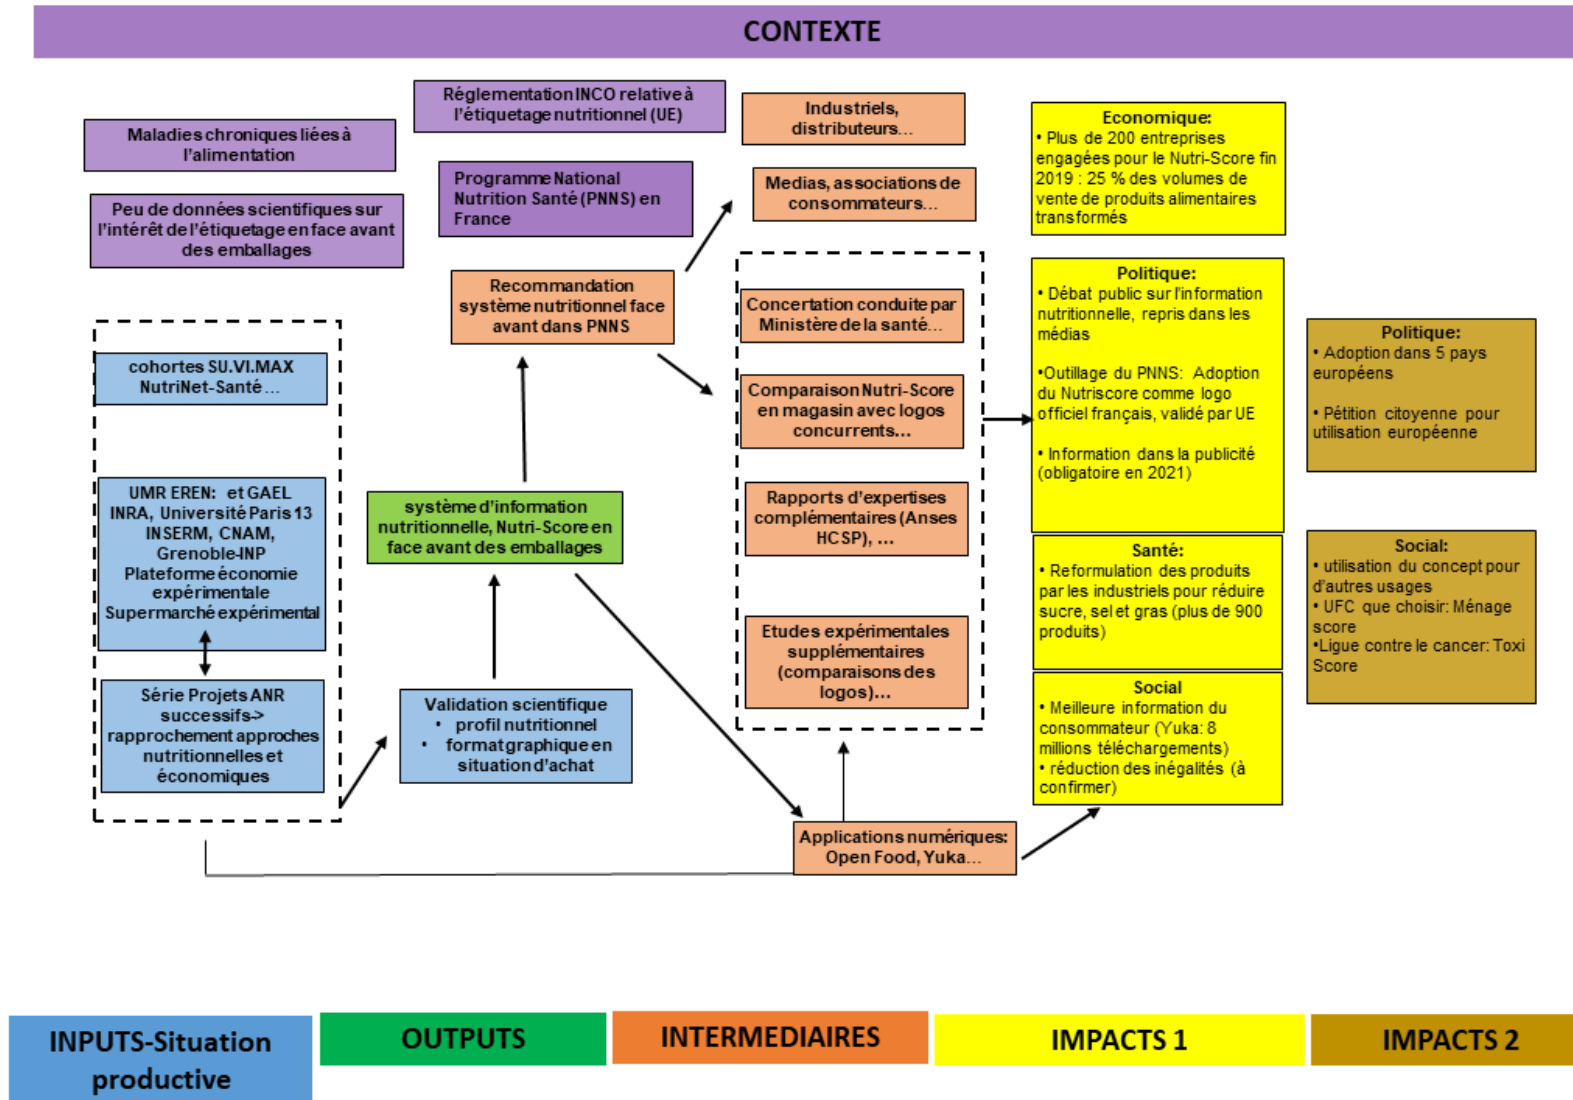 CONTEXTE
Maladies chroniques liées à
l'alimentation
Peu de données scientifiques sur
l'intérêt de l'étiquetage en face avant
des emballages
Réglementation INCO relative à
l'étiquetage nutritionnel (UE)
Programme National
Nutrition Santé (PNNS) en
France
Recommandation
système nutritionnel face
avant dans PNNS
Industriels,
distributeurs...
Medias, associations de
consommateurs...
cohortes SU.VI.MAX
NutriNet-Santé...
UMR EREN: et GAEL
INRA, Université Paris 13
INSERM, CNAM,
Grenoble-INP
Plateforme économie
expérimentale
Supermarché expérimental
Série Projets ANR
successifs->
rapprochement approches
nutritionnelles et
économiques
système d'information
nutritionnelle, Nutri-Score en
face avant des emballages
Validation scientifique
• profil nutritionnel
• format graphique en
situation d'achat
Concertation conduite par
Ministère de la santé...
Comparaison Nutri-Score
en magasin avec logos
concurrents...
Rapports d'expertises
complémentaires (Anses
HCSP), ...
Etudes expérimentales
supplémentaires
(comparaisons des
logos)...
Applications numériques:
Open Food, Yuka...
Economique:
• Plus de 200 entreprises
engagées pour le Nutri-Score fin
2019 : 25 % des volumes de
vente de produits alimentaires
transformés
Politique:
• Débat public sur l'information
nutritionnelle, repris dans les
médias
•Outillage du PNNS: Adoption
du Nutriscore comme logo
officiel français, validé par UE
• Information dans la publicité
(obligatoire en 2021)
Santé:
• Reformulation des produits
par les industriels pour réduire
sucre, sel et gras (plus de 900
produits)
Social
• Meilleure information du
consommateur (Yuka: 8
millions téléchargements)
• réduction des inégalités (à
confirmer)
Politique:
• Adoption dans 5 pays
européens
• Pétition citoyenne pour
utilisation européenne
Social:
• utilisation du concept pour
d'autres usages
• UFC que choisir: Ménage
score
•Ligue contre le cancer: Toxi
Score
INPUTS-Situation
productive
OUTPUTS
INTERMEDIAIRES
IMPACTS 1
IMPACTS 2